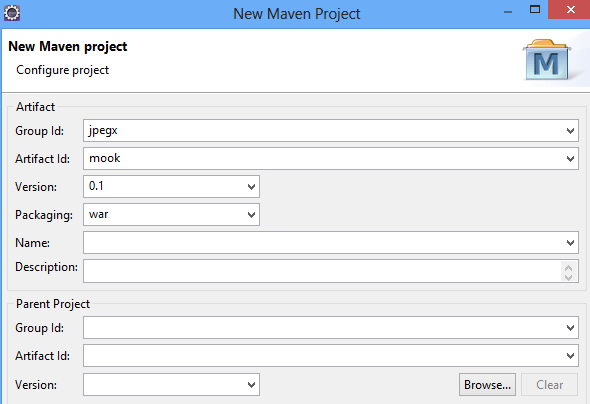 New Maven Project
New Maven project
Configure project
M
Artifact
Group Id: jpegx
Artifact Id: mook
Version: 0.1
Packaging: war
Name:
Description:
Parent Project
Group Id:
Artifact Id:
Version: Browse... Clear